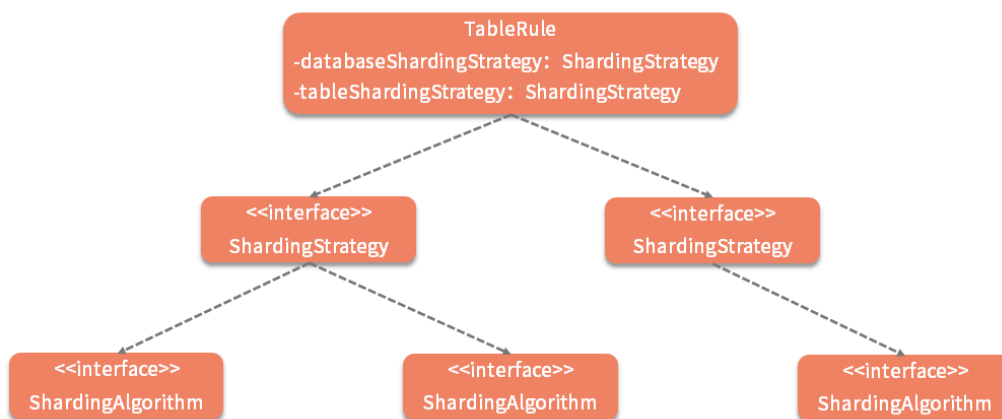 TableRule
-databaseShardingStrategy： ShardingStrategy
-tableShardingStrategy： ShardingStrategy
<<interface>>
ShardingStrategy
<<interface>>
ShardingStrategy
<<interface>>
ShardingAlgorithm
<<interface>>
ShardingAlgorithm
<<interface>>
ShardingAlgorithm